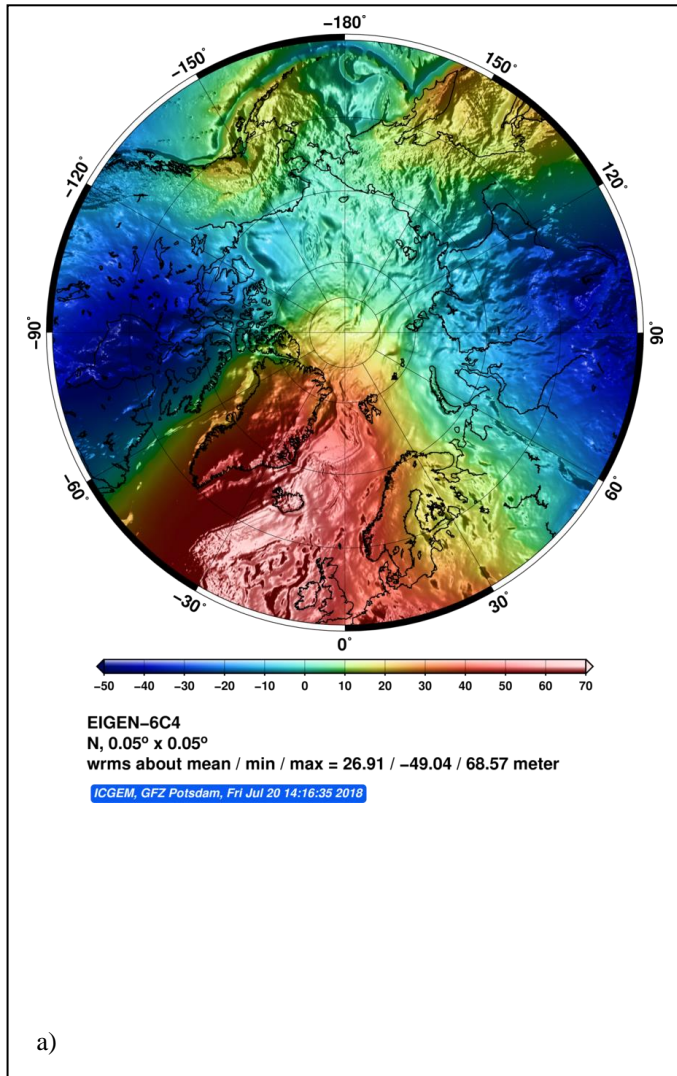 −180°
−150°
150°
−120°
120°
−90°
90°
−60°
60°
−30°
30°
0°
−50 −40 −30 −20 −10 0 10 20 30 40 50 60 70
EIGEN−6C4
N, 0.05º x 0.05º
wrms about mean / min / max = 26.91 / −49.04 / 68.57 meter
ICGEM, GFZ Potsdam, Fri Jul 20 14:16:35 2018
a)